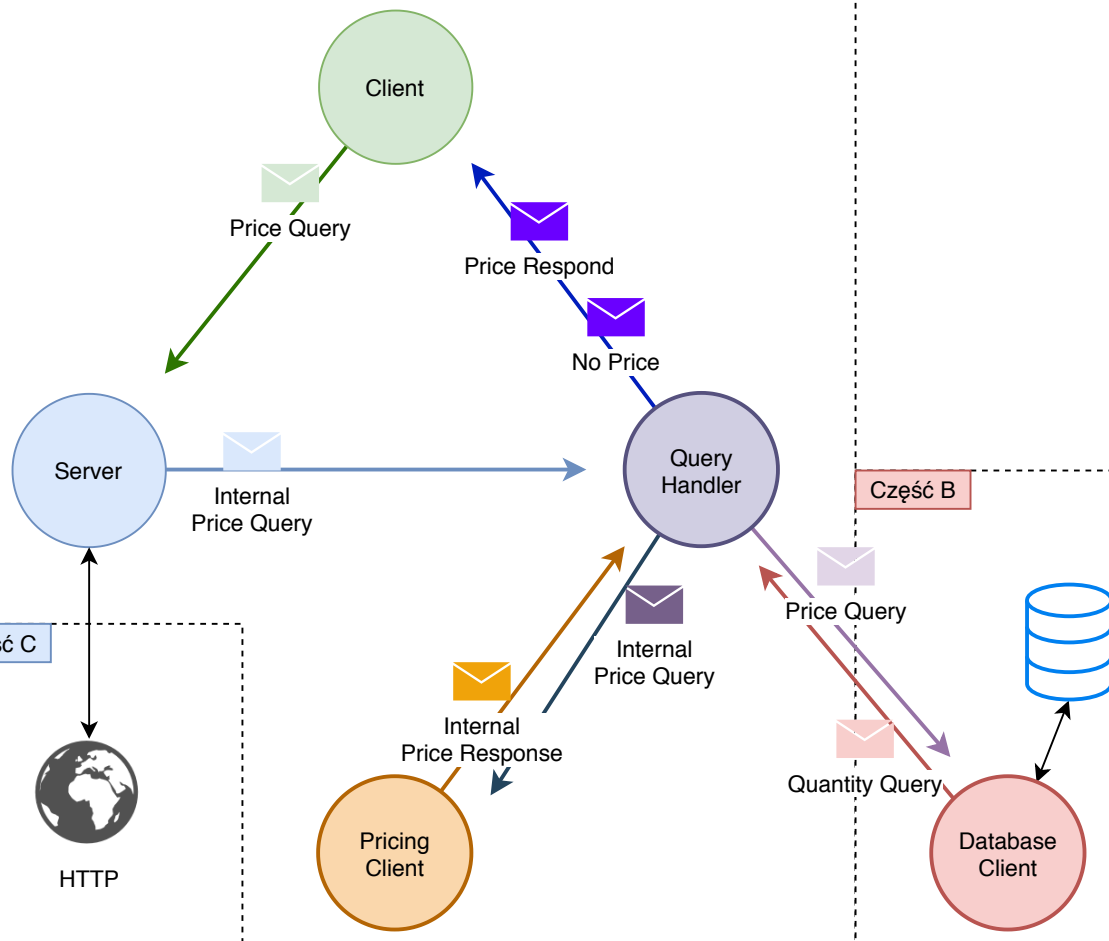 Client
Price Query
Price Respond
No Price
Server
Internal
Price Query
Query
Handler
Część B
Price Query
ść C
Internal
Price Query
Internal
Price Response
Quantity Query
HTTP
Pricing
Client
Database
Client